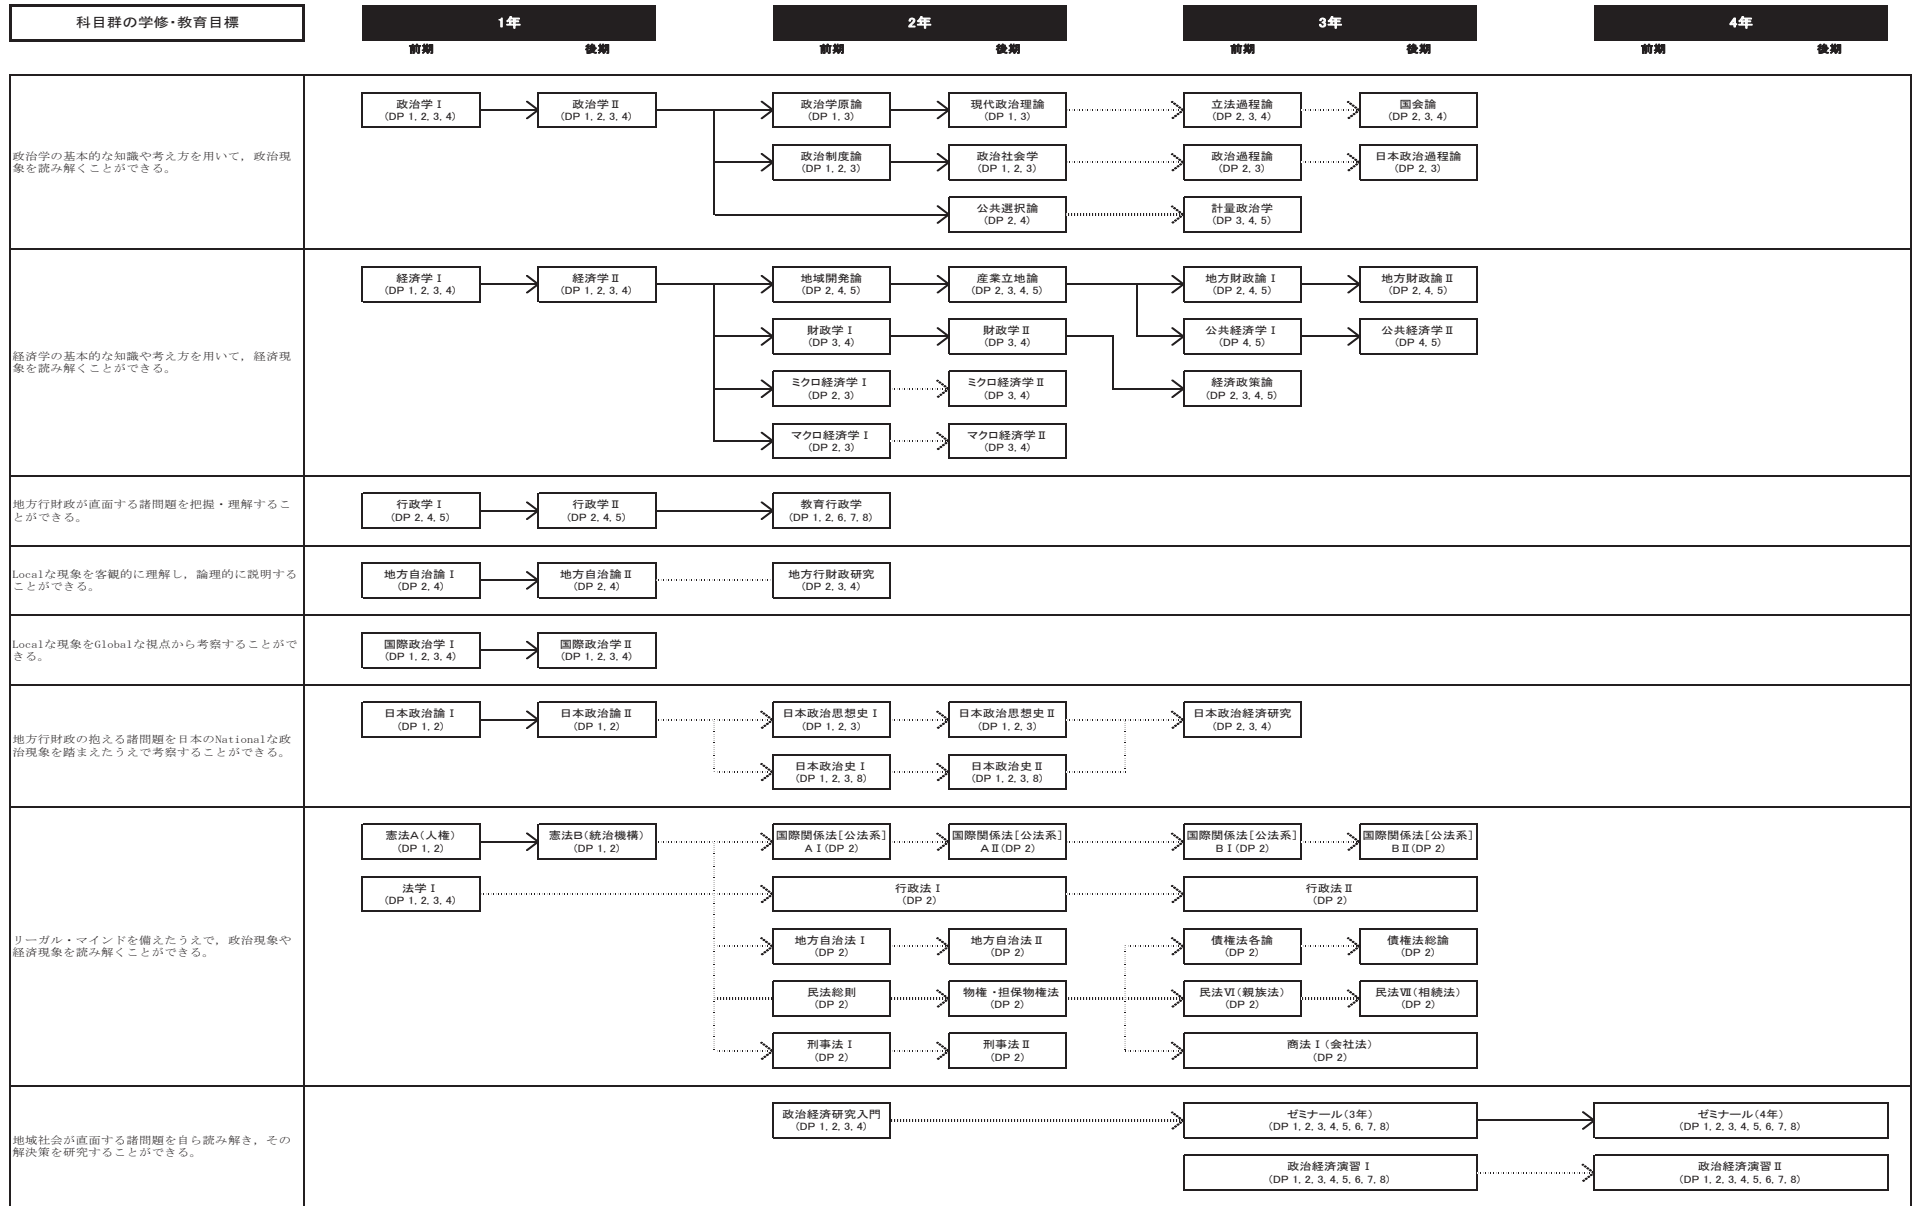 科目群の学修・教育目標
1年
2年
3年
4年
前期
後期
前期
後期
前期
後期
前期
後期
政治学の基本的な知識や考え方を用いて，政治現
象を読み解くことができる。
政治学Ⅰ
(DP 1, 2, 3, 4)
政治学Ⅱ
(DP 1, 2, 3, 4)
政治学原論
(DP 1, 3)
現代政治理論
(DP 1, 3)
立法過程論
(DP 2, 3, 4)
国会論
(DP 2, 3, 4)
政治制度論
(DP 1, 2, 3)
政治社会学
(DP 1, 2, 3)
政治過程論
(DP 2, 3)
日本政治過程論
(DP 2, 3)
公共選択論
(DP 2, 4)
計量政治学
(DP 3, 4, 5)
経済学の基本的な知識や考え方を用いて，経済現
象を読み解くことができる。
経済学Ⅰ
(DP 1, 2, 3, 4)
経済学Ⅱ
(DP 1, 2, 3, 4)
地域開発論
(DP 2, 4, 5)
産業立地論
(DP 2, 3, 4, 5)
地方財政論Ⅰ
(DP 2, 4, 5)
地方財政論Ⅱ
(DP 2, 4, 5)
財政学Ⅰ
(DP 3, 4)
財政学Ⅱ
(DP 3, 4)
公共経済学Ⅰ
(DP 4, 5)
公共経済学Ⅱ
(DP 4, 5)
ミクロ経済学Ⅰ
(DP 2, 3)
ミクロ経済学Ⅱ
(DP 3, 4)
経済政策論
(DP 2, 3, 4, 5)
マクロ経済学Ⅰ
(DP 2, 3)
マクロ経済学Ⅱ
(DP 3, 4)
地方行財政が直面する諸問題を把握・理解するこ
とができる。
行政学Ⅰ
(DP 2, 4, 5)
行政学Ⅱ
(DP 2, 4, 5)
教育行政学
(DP 1, 2, 6, 7, 8)
Localな現象を客観的に理解し，論理的に説明する
ことができる。
地方自治論Ⅰ
(DP 2, 4)
地方自治論Ⅱ
(DP 2, 4)
地方行財政研究
(DP 2, 3, 4)
Localな現象をGlobalな視点から考察することがで
きる。
国際政治学Ⅰ
(DP 1, 2, 3, 4)
国際政治学Ⅱ
(DP 1, 2, 3, 4)
地方行財政の抱える諸問題を日本のNationalな政
治現象を踏まえたうえで考察することができる。
日本政治論Ⅰ
(DP 1, 2)
日本政治論Ⅱ
(DP 1, 2)
日本政治思想史Ⅰ
(DP 1, 2, 3)
日本政治思想史Ⅱ
(DP 1, 2, 3)
日本政治経済研究
(DP 2, 3, 4)
日本政治史Ⅰ
(DP 1, 2, 3, 8)
日本政治史Ⅱ
(DP 1, 2, 3, 8)
リーガル・マインドを備えたうえで，政治現象や
経済現象を読み解くことができる。
憲法A(人権)
(DP 1, 2)
憲法B(統治機構)
(DP 1, 2)
国際関係法[公法系]
AⅠ(DP 2)
国際関係法[公法系]
AⅡ(DP 2)
国際関係法[公法系]
BⅠ(DP 2)
国際関係法[公法系]
BⅡ(DP 2)
法学Ⅰ
(DP 1, 2, 3, 4)
行政法Ⅰ
(DP 2)
行政法Ⅱ
(DP 2)
地方自治法Ⅰ
(DP 2)
地方自治法Ⅱ
(DP 2)
債権法各論
(DP 2)
債権法総論
(DP 2)
民法総則
(DP 2)
物権・担保物権法
(DP 2)
民法Ⅵ(親族法)
(DP 2)
民法Ⅶ(相続法)
(DP 2)
刑事法Ⅰ
(DP 2)
刑事法Ⅱ
(DP 2)
商法Ⅰ(会社法)
(DP 2)
地域社会が直面する諸問題を自ら読み解き，その
解決策を研究することができる。
政治経済研究入門
(DP 1, 2, 3, 4)
ゼミナール(3年)
(DP 1, 2, 3, 4, 5, 6, 7, 8)
ゼミナール(4年)
(DP 1, 2, 3, 4, 5, 6, 7, 8)
政治経済演習Ⅰ
(DP 1, 2, 3, 4, 5, 6, 7, 8)
政治経済演習Ⅱ
(DP 1, 2, 3, 4, 5, 6, 7, 8)